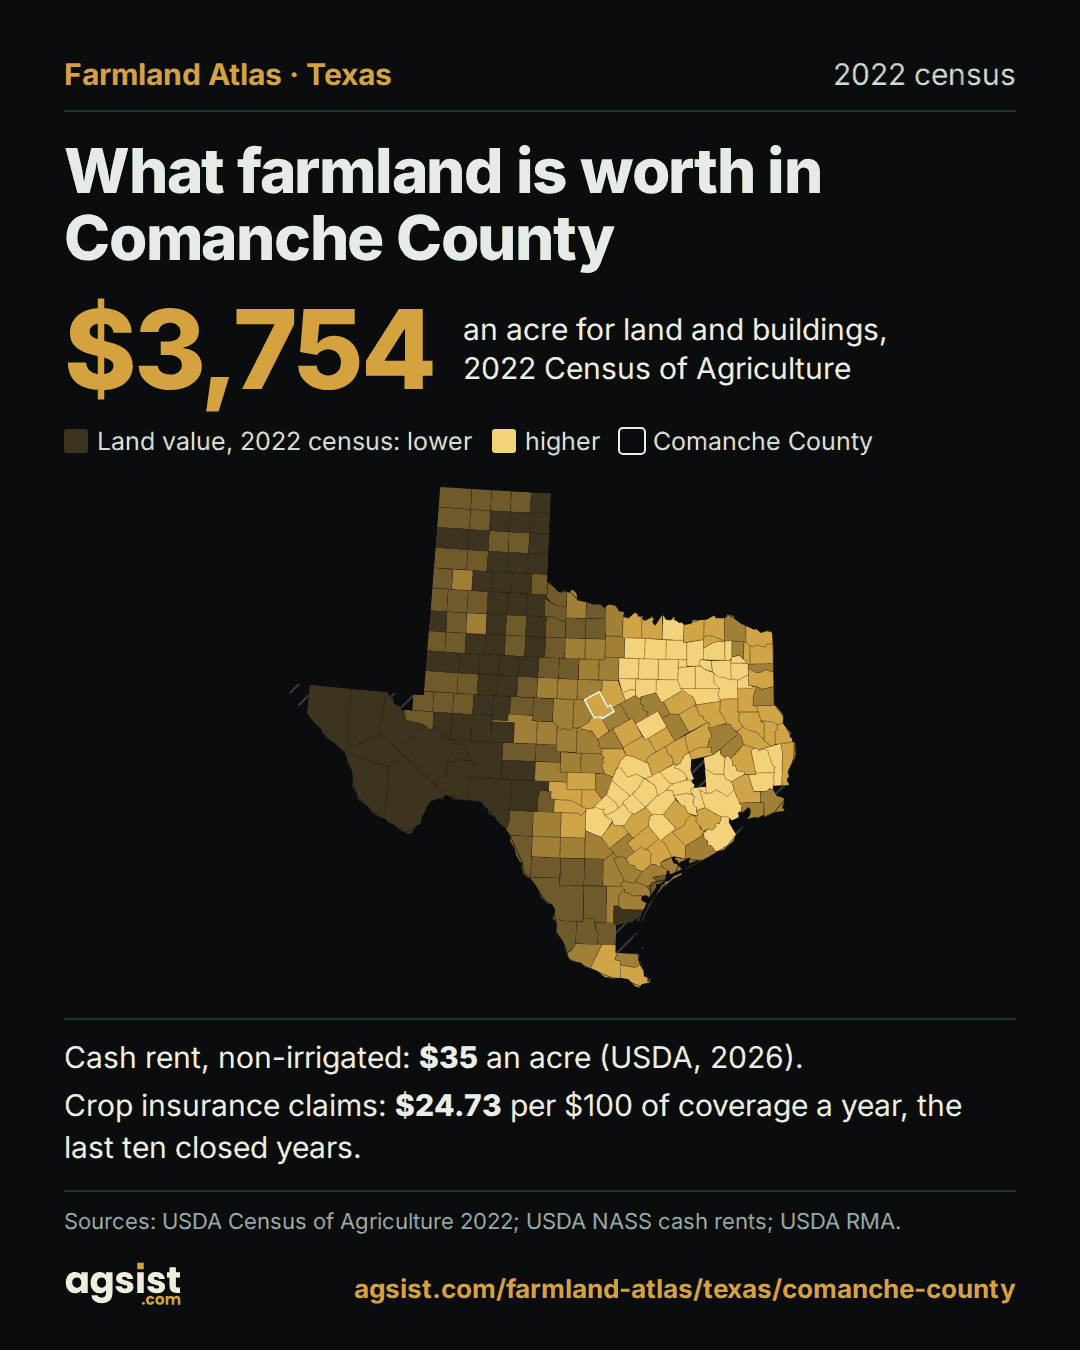 Farmland Atlas · Texas
2022 census
What farmland is worth in
Comanche County
$3,754
an acre for land and buildings,
2022 Census of Agriculture
Land value, 2022 census: lower
higher
Comanche County
Cash rent, non-irrigated: $35 an acre (USDA, 2026).
Crop insurance claims: $24.73 per $100 of coverage a year, the
last ten closed years.
Sources: USDA Census of Agriculture 2022; USDA NASS cash rents; USDA RMA.
agsist
.com
agsist.com/farmland-atlas/texas/comanche-county